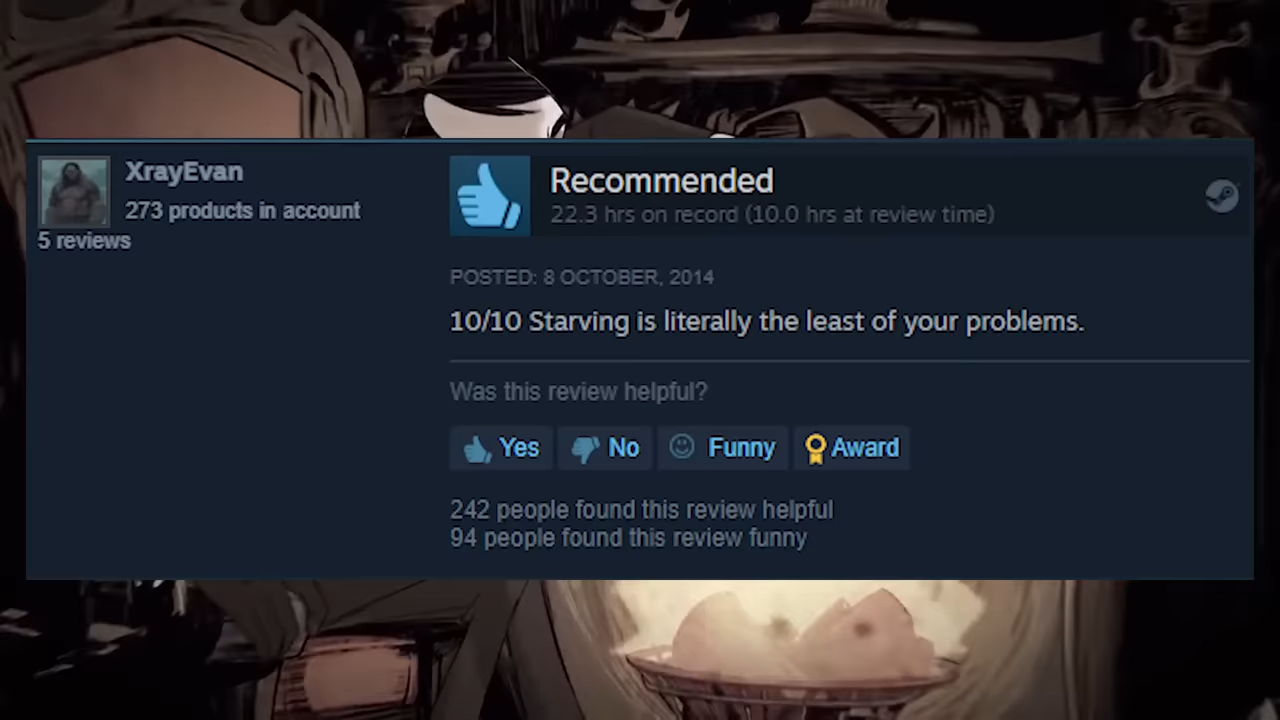 XrayEvan
273 products in account
5 reviews
Recommended
22.3 hrs on record (10.0 hrs at review time)
POSTED: 8 OCTOBER, 2014
10/10 Starving is literally the least of your problems.
Was this review helpful?
Yes No Funny Award
242 people found this review helpful
94 people found this review funny